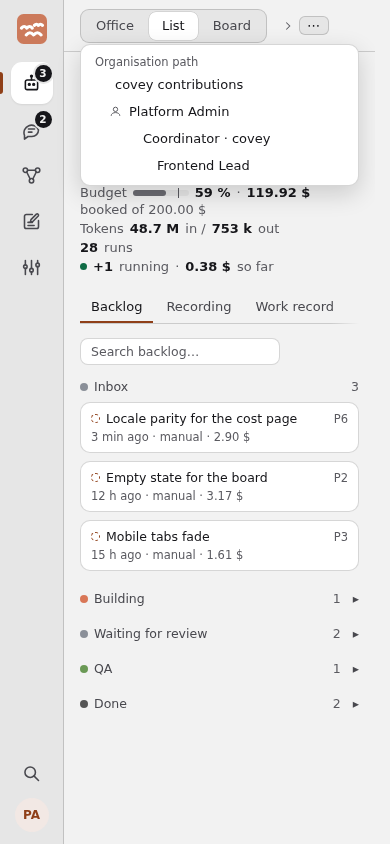 Office List Board ···
3
2
Organisation path
covey contributions
Platform Admin
Coordinator · covey
Frontend Lead
Budget 59 % · 119.92 $
booked of 200.00 $
Tokens 48.7 M in / 753 k out
28 runs
+1 running · 0.38 $ so far
Backlog Recording Work record
Search backlog...
Inbox 3
Locale parity for the cost page P6
3 min ago · manual · 2.90 $
Empty state for the board P2
12 h ago · manual · 3.17 $
Mobile tabs fade P3
15 h ago · manual · 1.61 $
Building 1
Waiting for review 2
QA 1
Done 2
PA